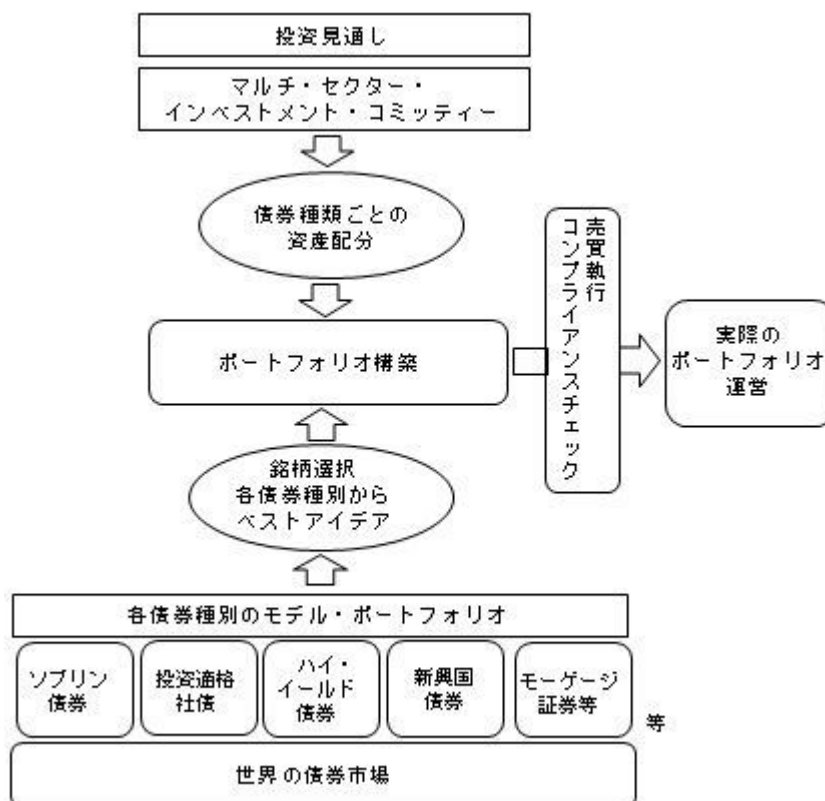 投資見通し
マルチ・セクター・
インベストメント・コミッティー
債券種類ごとの
資産配分
ポートフォリオ構築
売買執行
コンプライアンスチェック
実際の
ポートフォリオ
運営
銘柄選択
各債券種別から
ベストアイデア
各債券種別のモデル・ポートフォリオ
ソブリン
債券
投資適格
社債
ハイ・
イールド
債券
新興国
債券
モーゲージ
証券等
等
世界の債券市場